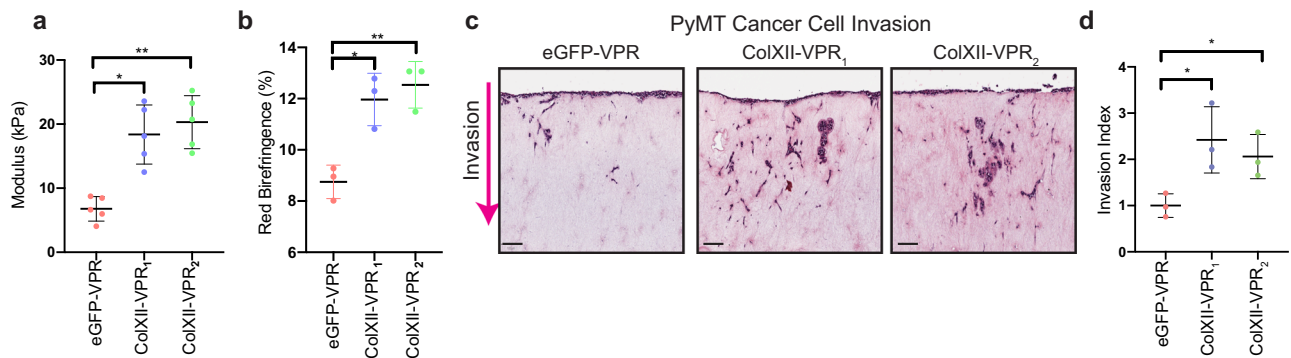 a
**
*
30
20
10
0
Modulus (kPa)
eGFP-VPR
ColXII-VPR₁
ColXII-VPR₂
b
**
*
14
12
10
8
6
Red Birefringence (%)
eGFP-VPR
ColXII-VPR₁
ColXII-VPR₂
c
PyMT Cancer Cell Invasion
eGFP-VPR
ColXII-VPR₁
ColXII-VPR₂
Invasion
d
*
*
4
3
2
1
0
Invasion Index
eGFP-VPR
ColXII-VPR₁
ColXII-VPR₂